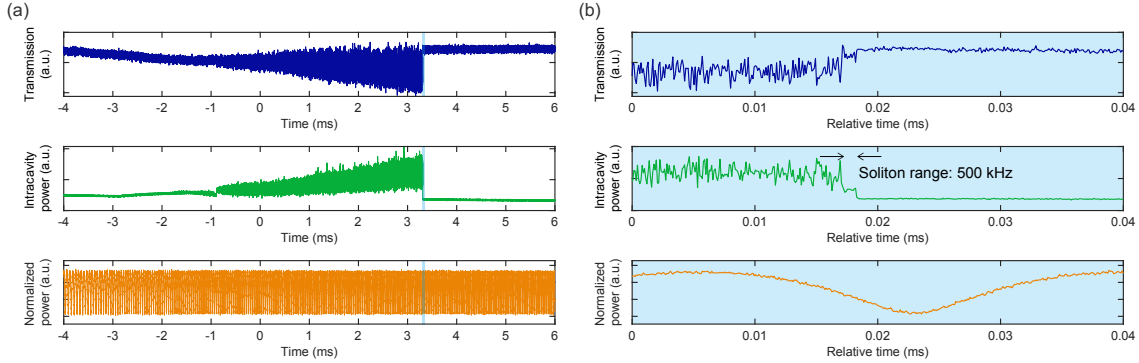 (a)
Transmission
(a.u.)
-4 -3 -2 -1 0 1 2 3 4 5 6
Time (ms)
Intracavity
power (a.u.)
-4 -3 -2 -1 0 1 2 3 4 5 6
Time (ms)
Normalized
power (a.u.)
-4 -3 -2 -1 0 1 2 3 4 5 6
Time (ms)
(b)
Transmission
(a.u.)
0 0.01 0.02 0.03 0.04
Relative time (ms)
Intracavity
power (a.u.)
Soliton range: 500 kHz
0 0.01 0.02 0.03 0.04
Relative time (ms)
Normalized
power (a.u.)
0 0.01 0.02 0.03 0.04
Relative time (ms)